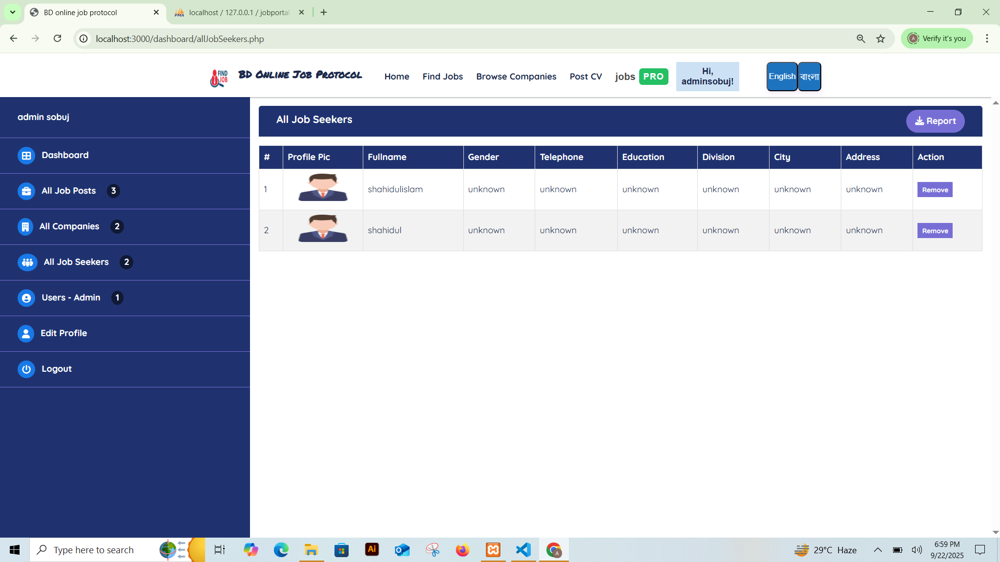 BD online job protocol
localhost / 127.0.0.1 / jobportal
localhost:3000/dashboard/allJobSeekers.php
A Verify it's you
FIND JOB BD Online Job Protocol Home Find Jobs Browse Companies Post CV jobs PRO Hi, adminsobuj! English বাংলা
admin sobuj
Dashboard
All Job Posts 3
All Companies 2
All Job Seekers 2
Users - Admin 1
Edit Profile
Logout
All Job Seekers Report
# Profile Pic Fullname Gender Telephone Education Division City Address Action
1 shahidulislam unknown unknown unknown unknown unknown unknown Remove
2 shahidul unknown unknown unknown unknown unknown unknown Remove
Type here to search
Ai
A
29°C Haze
6:59 PM
9/22/2025